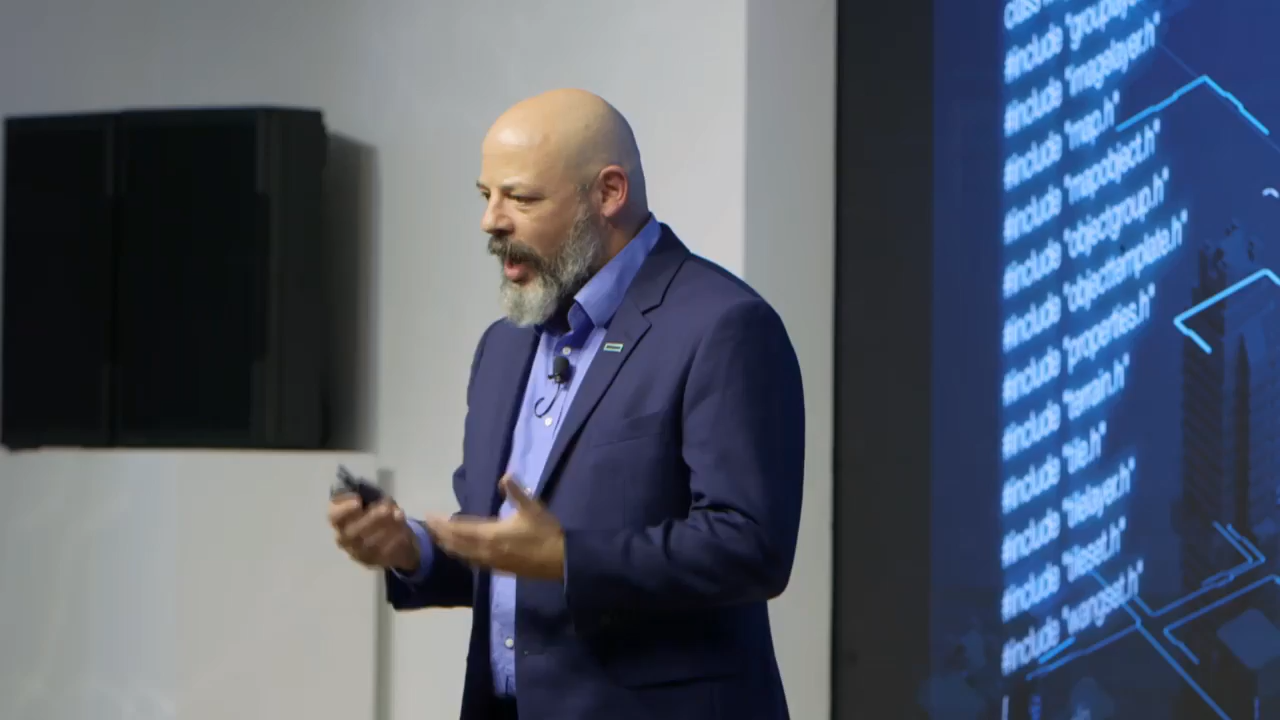 class
#include "grouplayer
#include "imagelayer.h"
#include "map.h"
#include "mapobject.h"
#include "objectgroup.h"
#include "objecttemplate.h"
#include "properties.h"
#include "terrain.h"
#include "tile.h"
#include "tilelayer.h"
#include "tileset.h"
#include "wangset.h"